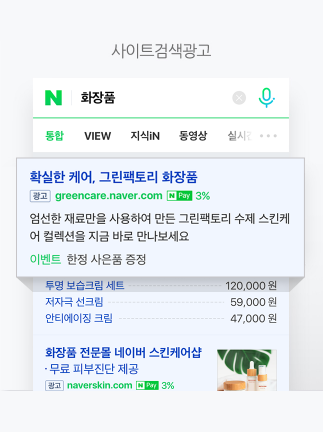 사이트검색광고
N 화장품
통합 VIEW 지식iN 동영상 실시간
확실한 케어, 그린팩토리 화장품
광고 greencare.naver.com N Pay 3%
엄선한 재료만을 사용하여 만든 그린팩토리 수제 스킨케
어 컬렉션을 지금 바로 만나보세요
이벤트 한정 사은품 증정
투명 보습크림 세트 120,000 원
저자극 선크림 59,000 원
안티에이징 크림 47,000 원
화장품 전문몰 네이버 스킨케어샵
· 무료 피부진단 제공
광고 naverskin.com N Pay 3%